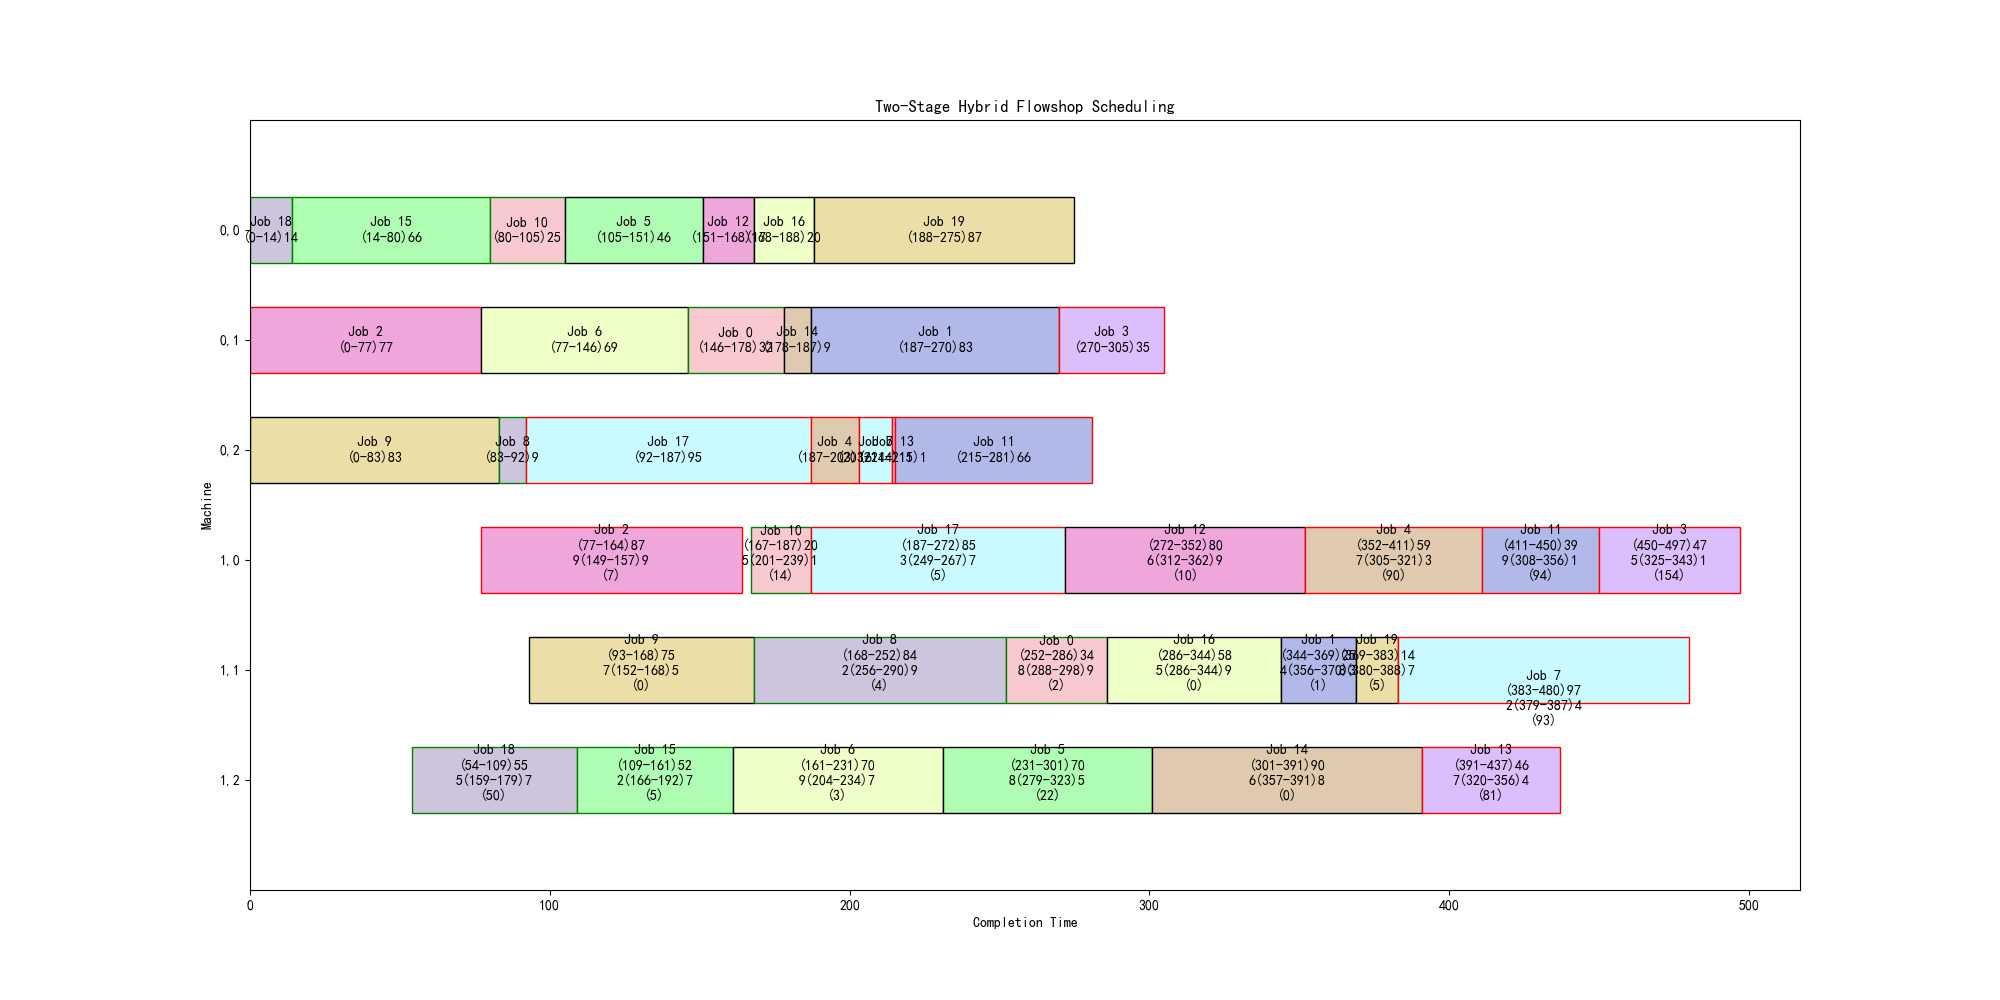 Two-Stage Hybrid Flowshop Scheduling
0,0
Job 18
(0-14)14
Job 15
(14-80)66
Job 10
(80-105)25
Job 5
(105-151)46
Job 12
(151-168)17
Job 16
(168-188)20
Job 19
(188-275)87
0,1
Job 2
(0-77)77
Job 6
(77-146)69
Job 0
(146-178)32
Job 14
(178-187)9
Job 1
(187-270)83
Job 3
(270-305)35
0,2
Job 9
(0-83)83
Job 8
(83-92)9
Job 17
(92-187)95
Job 4
(187-203)
Job 13
(214-215)1
Job 11
(215-281)66
1,0
Job 2
(77-164)87
9(149-157)9
(7)
Job 10
(167-187)20
5(201-239)1
(14)
Job 17
(187-272)85
3(249-267)7
(5)
Job 12
(272-352)80
6(312-362)9
(10)
Job 4
(352-411)59
7(305-321)3
(90)
Job 11
(411-450)39
9(308-356)1
(94)
Job 3
(450-497)47
5(325-343)1
(154)
1,1
Job 9
(93-168)75
7(152-168)5
(0)
Job 8
(168-252)84
2(256-290)9
(4)
Job 0
(252-286)34
8(288-298)9
(2)
Job 16
(286-344)58
5(286-344)9
(0)
Job 1
(344-369)25
4(356-370)
(1)
Job 19
(369-383)14
(380-388)7
(5)
Job 7
(383-480)97
2(379-387)4
(93)
1,2
Job 18
(54-109)55
5(159-179)7
(50)
Job 15
(109-161)52
2(166-192)7
(5)
Job 6
(161-231)70
9(204-234)7
(3)
Job 5
(231-301)70
8(279-323)5
(22)
Job 14
(301-391)90
6(357-391)8
(0)
Job 13
(391-437)46
7(320-356)4
(81)
Machine
0
100
200
300
400
500
Completion Time